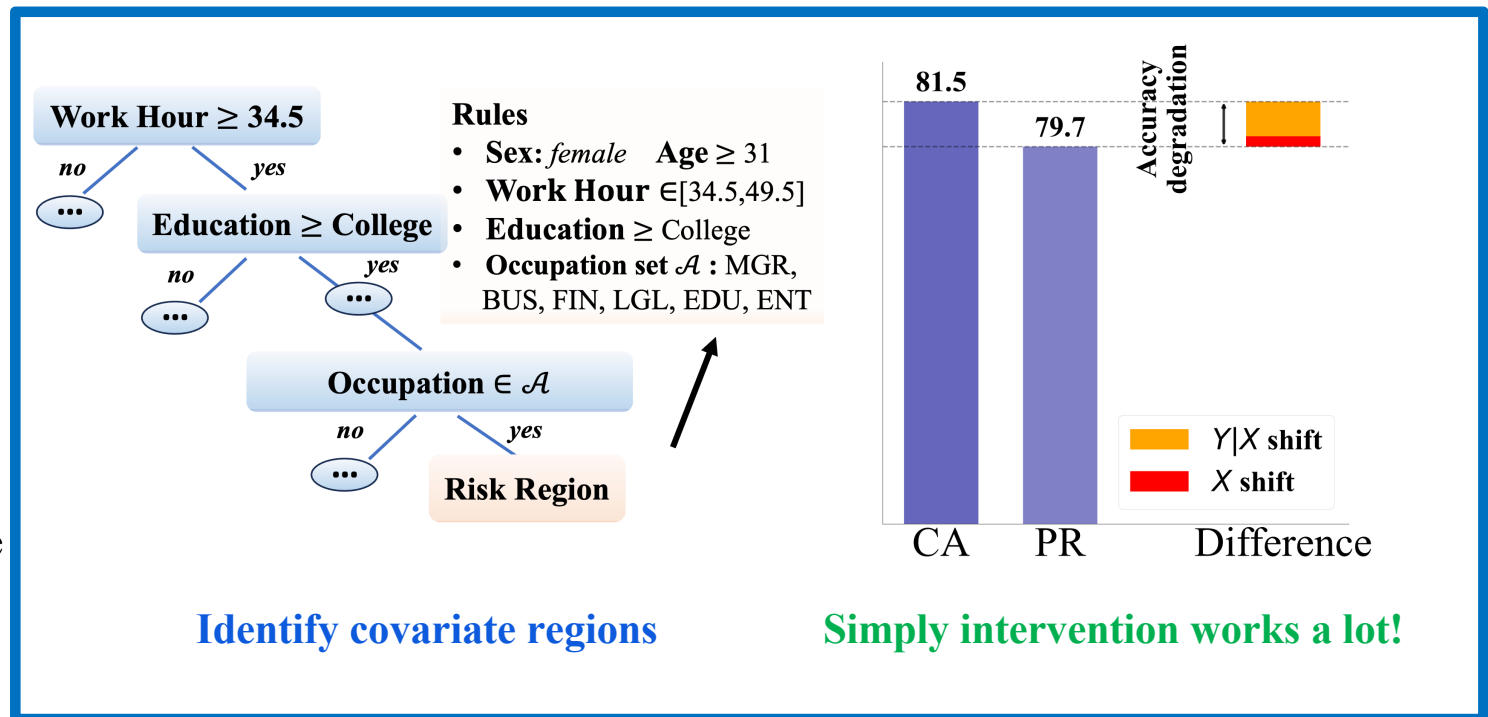 Work Hour ≥ 34.5
no
yes
...
Education ≥ College
no
yes
...
...
Occupation ∈ 𝒜
no
yes
...
Risk Region
Rules
• Sex: female Age ≥ 31
• Work Hour ∈[34.5,49.5]
• Education ≥ College
• Occupation set 𝒜 : MGR,
BUS, FIN, LGL, EDU, ENT
Identify covariate regions
81.5
79.7
Accuracy
degradation
Y|X shift
X shift
CA
PR
Difference
Simply intervention works a lot!
e